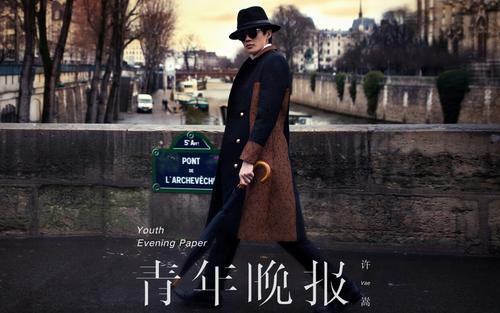 5e Arrt
PONT
DE
L'ARCHEVÊCHÉ
Youth
Evening Paper
青年晚报
许
Vae
嵩